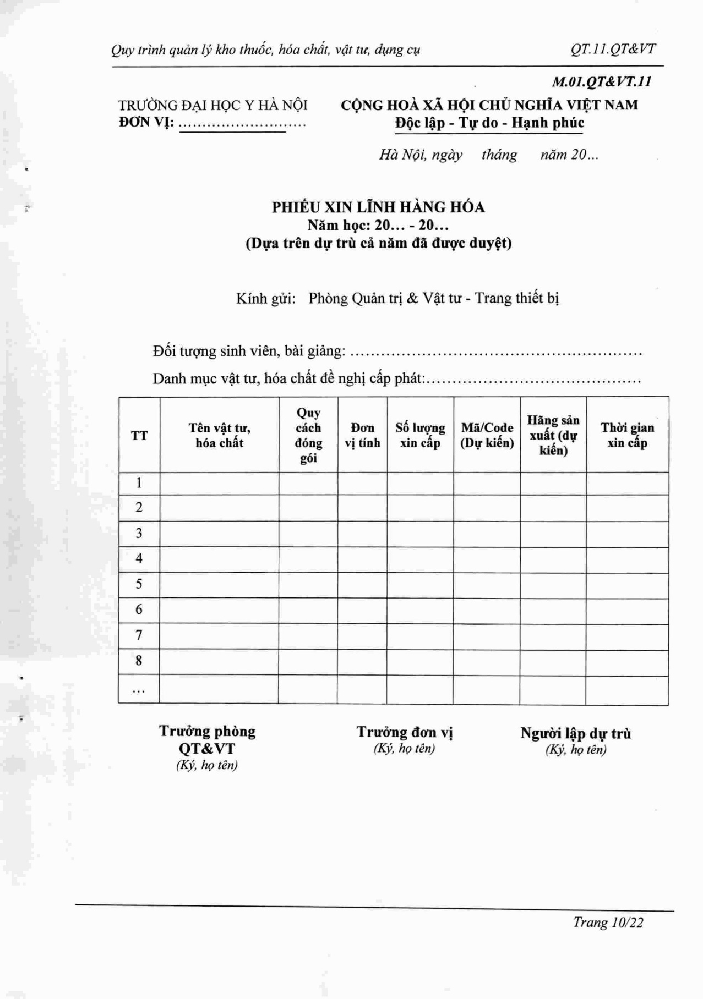 Quy trình quản lý kho thuốc, hóa chất, vật tư, dụng cụ QT.11.QT&VT
M.01.QT&VT.11
TRƯỜNG ĐẠI HỌC Y HÀ NỘI CỘNG HOÀ XÃ HỘI CHỦ NGHĨA VIỆT NAM
ĐƠN VỊ: ........................... Độc lập - Tự do - Hạnh phúc
Hà Nội, ngày tháng năm 20...
PHIẾU XIN LĨNH HÀNG HÓA
Năm học: 20... - 20...
(Dựa trên dự trù cả năm đã được duyệt)
Kính gửi: Phòng Quản trị & Vật tư - Trang thiết bị
Đối tượng sinh viên, bài giảng: .........................................................
Danh mục vật tư, hóa chất đề nghị cấp phát:..........................................
TT Tên vật tư, hóa chất Quy cách đóng gói Đơn vị tính Số lượng xin cấp Mã/Code (Dự kiến) Hãng sản xuất (dự kiến) Thời gian xin cấp
1
2
3
4
5
6
7
8
...
Trưởng phòng Trưởng đơn vị Người lập dự trù
QT&VT (Ký, họ tên) (Ký, họ tên)
(Ký, họ tên)
Trang 10/22